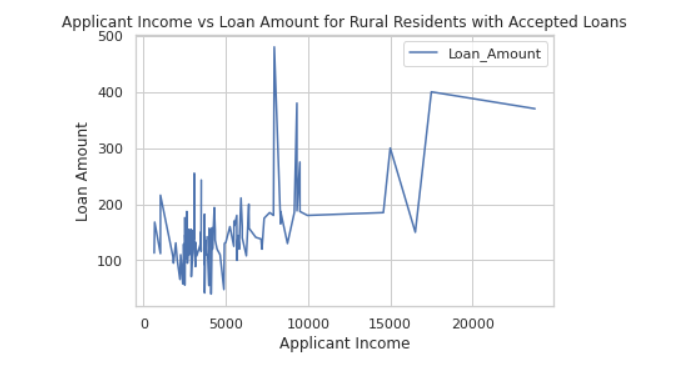 Applicant Income vs Loan Amount for Rural Residents with Accepted Loans
500
400
300
200
100
Loan Amount
Loan_Amount
0 5000 10000 15000 20000
Applicant Income